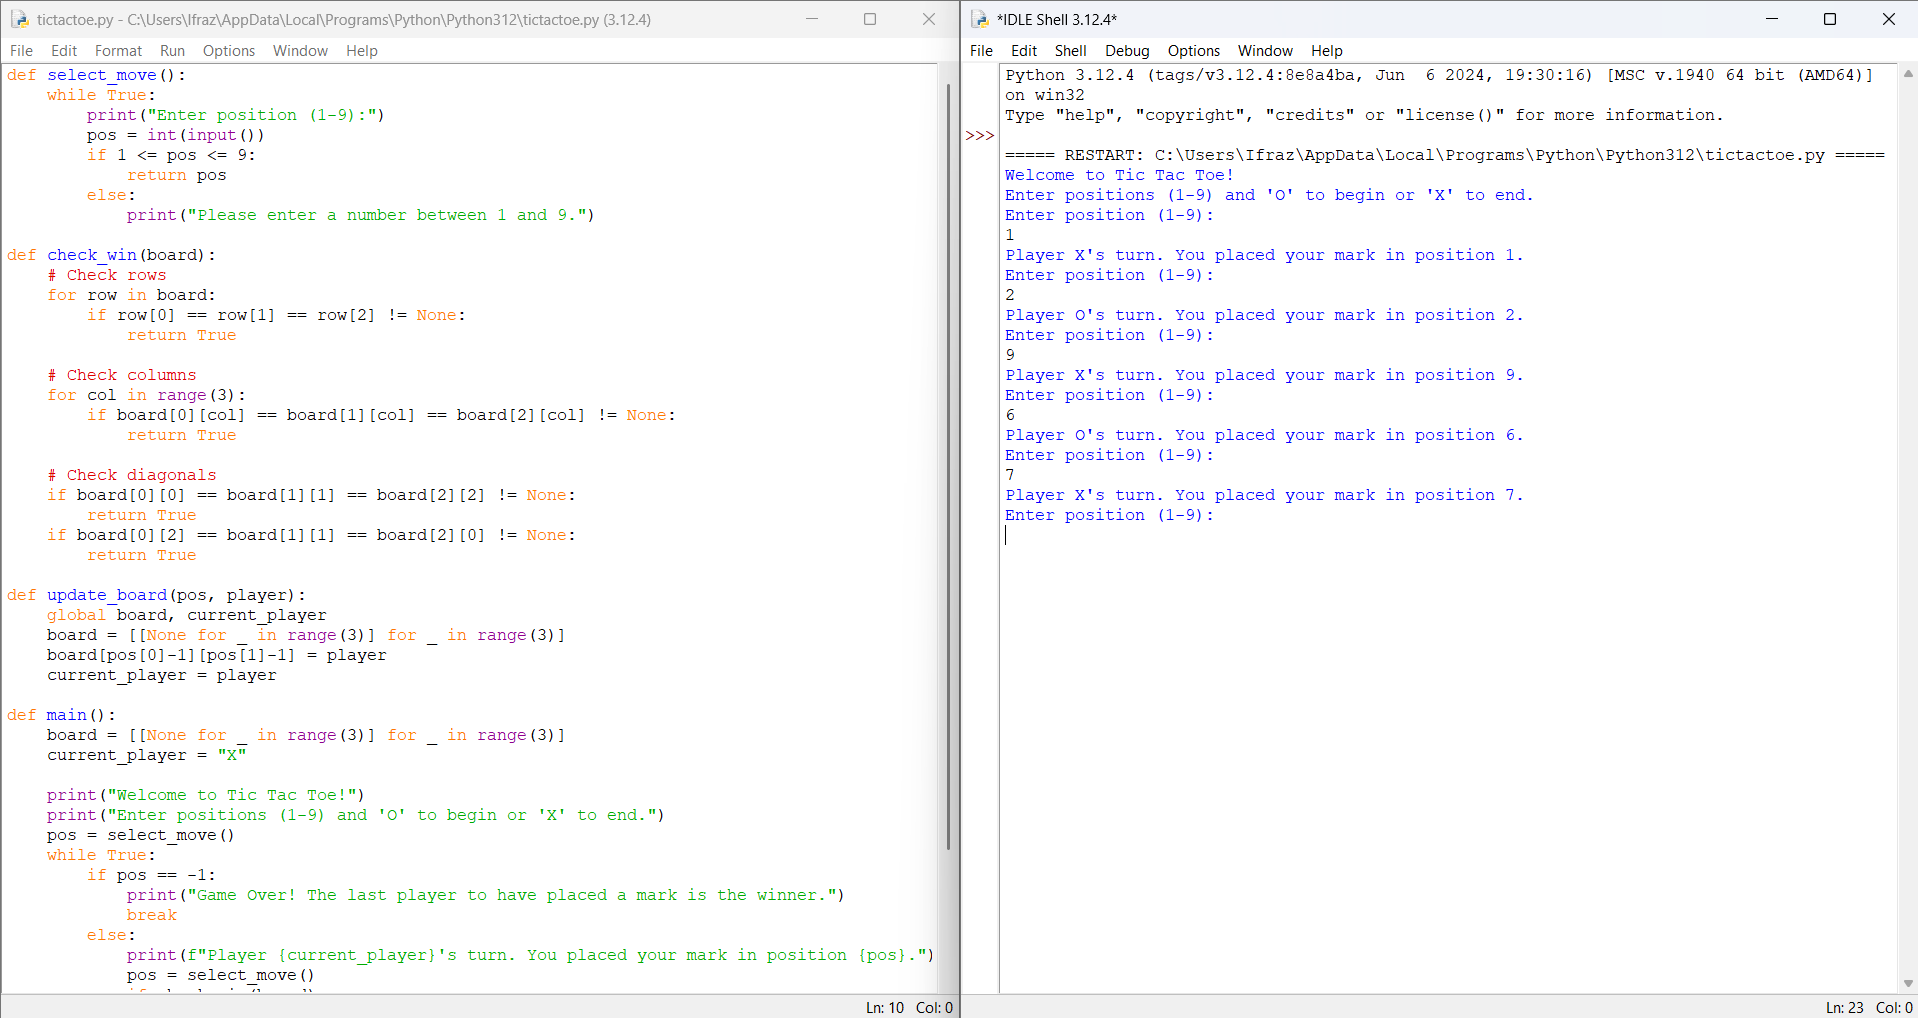 tictactoe.py - C:\Users\Ifraz\AppData\Local\Programs\Python\Python312\tictactoe.py (3.12.4)
File Edit Format Run Options Window Help
def select_move():
    while True:
        print("Enter position (1-9):")
        pos = int(input())
        if 1 <= pos <= 9:
            return pos
        else:
            print("Please enter a number between 1 and 9.")

def check_win(board):
    # Check rows
    for row in board:
        if row[0] == row[1] == row[2] != None:
            return True

    # Check columns
    for col in range(3):
        if board[0][col] == board[1][col] == board[2][col] != None:
            return True

    # Check diagonals
    if board[0][0] == board[1][1] == board[2][2] != None:
        return True
    if board[0][2] == board[1][1] == board[2][0] != None:
        return True

def update_board(pos, player):
    global board, current_player
    board = [[None for _ in range(3)] for _ in range(3)]
    board[pos[0]-1][pos[1]-1] = player
    current_player = player

def main():
    board = [[None for _ in range(3)] for _ in range(3)]
    current_player = "X"

    print("Welcome to Tic Tac Toe!")
    print("Enter positions (1-9) and 'O' to begin or 'X' to end.")
    pos = select_move()
    while True:
        if pos == -1:
            print("Game Over! The last player to have placed a mark is the winner.")
            break
        else:
            print(f"Player {current_player}'s turn. You placed your mark in position {pos}.")
            pos = select_move()
Ln: 10 Col: 0
*IDLE Shell 3.12.4*
File Edit Shell Debug Options Window Help
Python 3.12.4 (tags/v3.12.4:8e8a4ba, Jun  6 2024, 19:30:16) [MSC v.1940 64 bit (AMD64)]
on win32
Type "help", "copyright", "credits" or "license()" for more information.
>>>
===== RESTART: C:\Users\Ifraz\AppData\Local\Programs\Python\Python312\tictactoe.py =====
Welcome to Tic Tac Toe!
Enter positions (1-9) and 'O' to begin or 'X' to end.
Enter position (1-9):
1
Player X's turn. You placed your mark in position 1.
Enter position (1-9):
2
Player O's turn. You placed your mark in position 2.
Enter position (1-9):
9
Player X's turn. You placed your mark in position 9.
Enter position (1-9):
6
Player O's turn. You placed your mark in position 6.
Enter position (1-9):
7
Player X's turn. You placed your mark in position 7.
Enter position (1-9):
Ln: 23 Col: 0